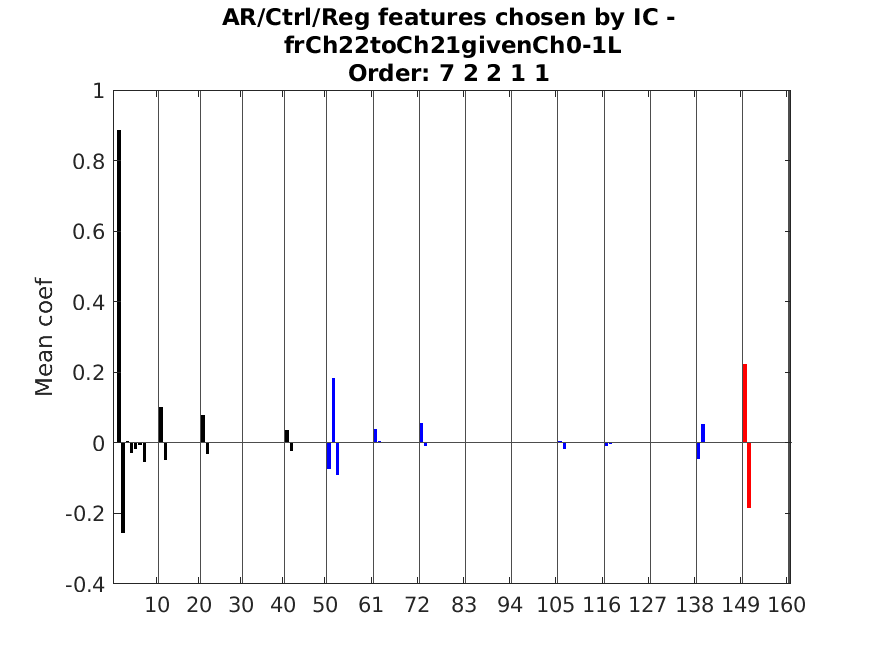 AR/Ctrl/Reg features chosen by IC -
frCh22toCh21givenCh0-1L
Order: 7 2 2 1 1
1
0.8
0.6
0.4
0.2
0
-0.2
-0.4
Mean coef
10 20 30 40 50 61 72 83 94 105 116 127 138 149 160